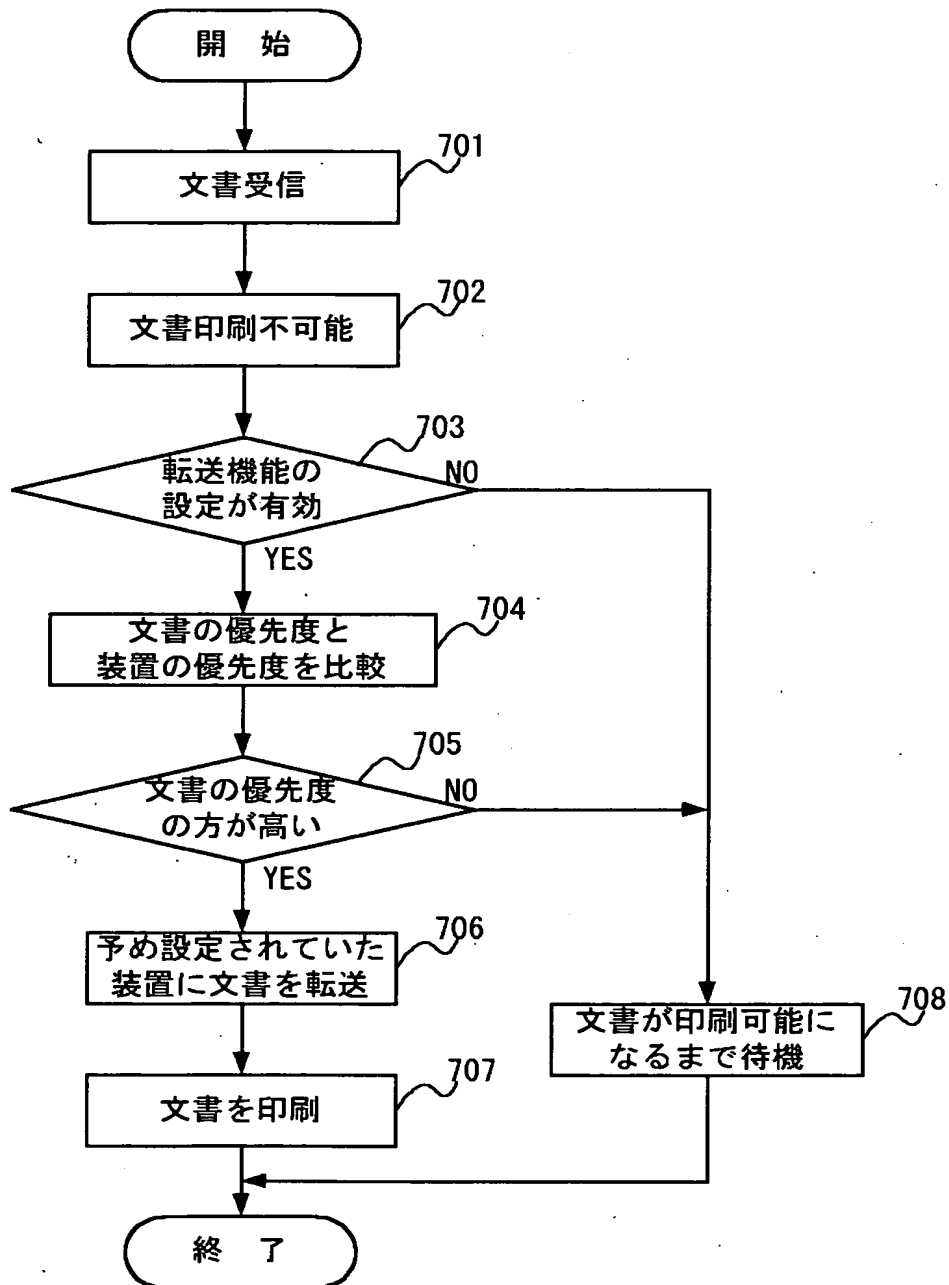 開 始
701
文書受信
702
文書印刷不可能
703
転送機能の
設定が有効
NO
YES
704
文書の優先度と
装置の優先度を比較
705
文書の優先度
の方が高い
NO
YES
706
予め設定されていた
装置に文書を転送
708
文書が印刷可能に
なるまで待機
707
文書を印刷
終 了